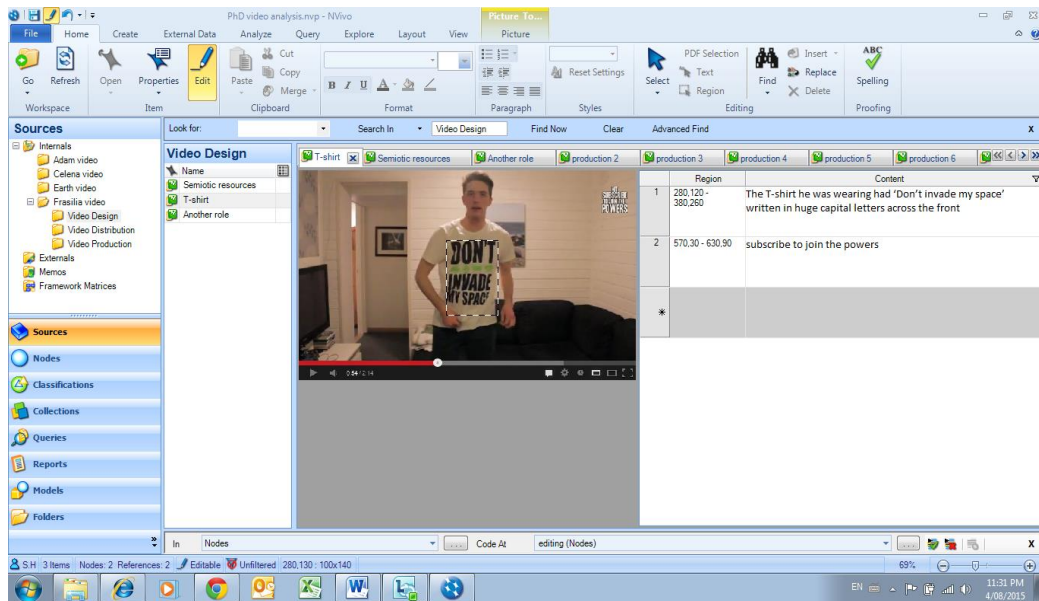 PhD video analysis.nvp - NVivo
Picture To...
File Home Create External Data Analyze Query Explore Layout View Picture
Go Refresh Open Properties Edit Paste Cut Copy Merge
B I U
Reset Settings
Select PDF Selection Text Region Find Insert Replace Delete
ABC Spelling
Workspace Item Clipboard Format Paragraph Styles Editing Proofing
Sources
Look for: Search In Video Design Find Now Clear Advanced Find x
Internals
Adam video
Celena video
Earth video
Frasilia video
Video Design
Video Distribution
Video Production
Externals
Memos
Framework Matrices
Sources
Nodes
Classifications
Collections
Queries
Reports
Models
Folders
Video Design
Name
Semiotic resources
T-shirt
Another role
T-shirt Semiotic resources Another role production 2 production 3 production 4 production 5 production 6
DON'T
INVADE
MY SPACE
SUBSCRIBE
POWERS
0:54 / 2:14
Region Content
1 280,120 - 380,260 The T-shirt he was wearing had ‘Don’t invade my space’
written in huge capital letters across the front
2 570,30 - 630,90 subscribe to join the powers
*
In Nodes ... Code At editing (Nodes) ... X
S.H 3 Items Nodes: 2 References: 2 Editable Unfiltered 280,130 : 100x140 69%
EN 11:31 PM
4/08/2015